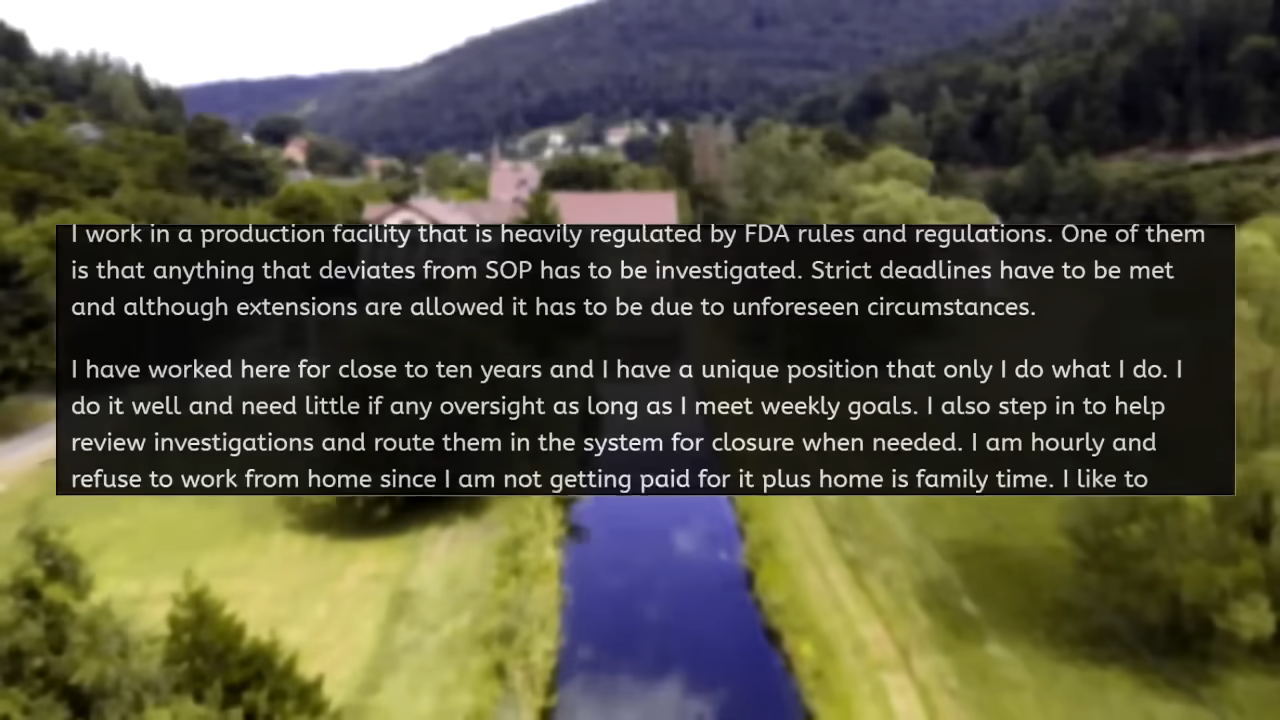 I work in a production facility that is heavily regulated by FDA rules and regulations. One of them
is that anything that deviates from SOP has to be investigated. Strict deadlines have to be met
and although extensions are allowed it has to be due to unforeseen circumstances.
I have worked here for close to ten years and I have a unique position that only I do what I do. I
do it well and need little if any oversight as long as I meet weekly goals. I also step in to help
review investigations and route them in the system for closure when needed. I am hourly and
refuse to work from home since I am not getting paid for it plus home is family time. I like to